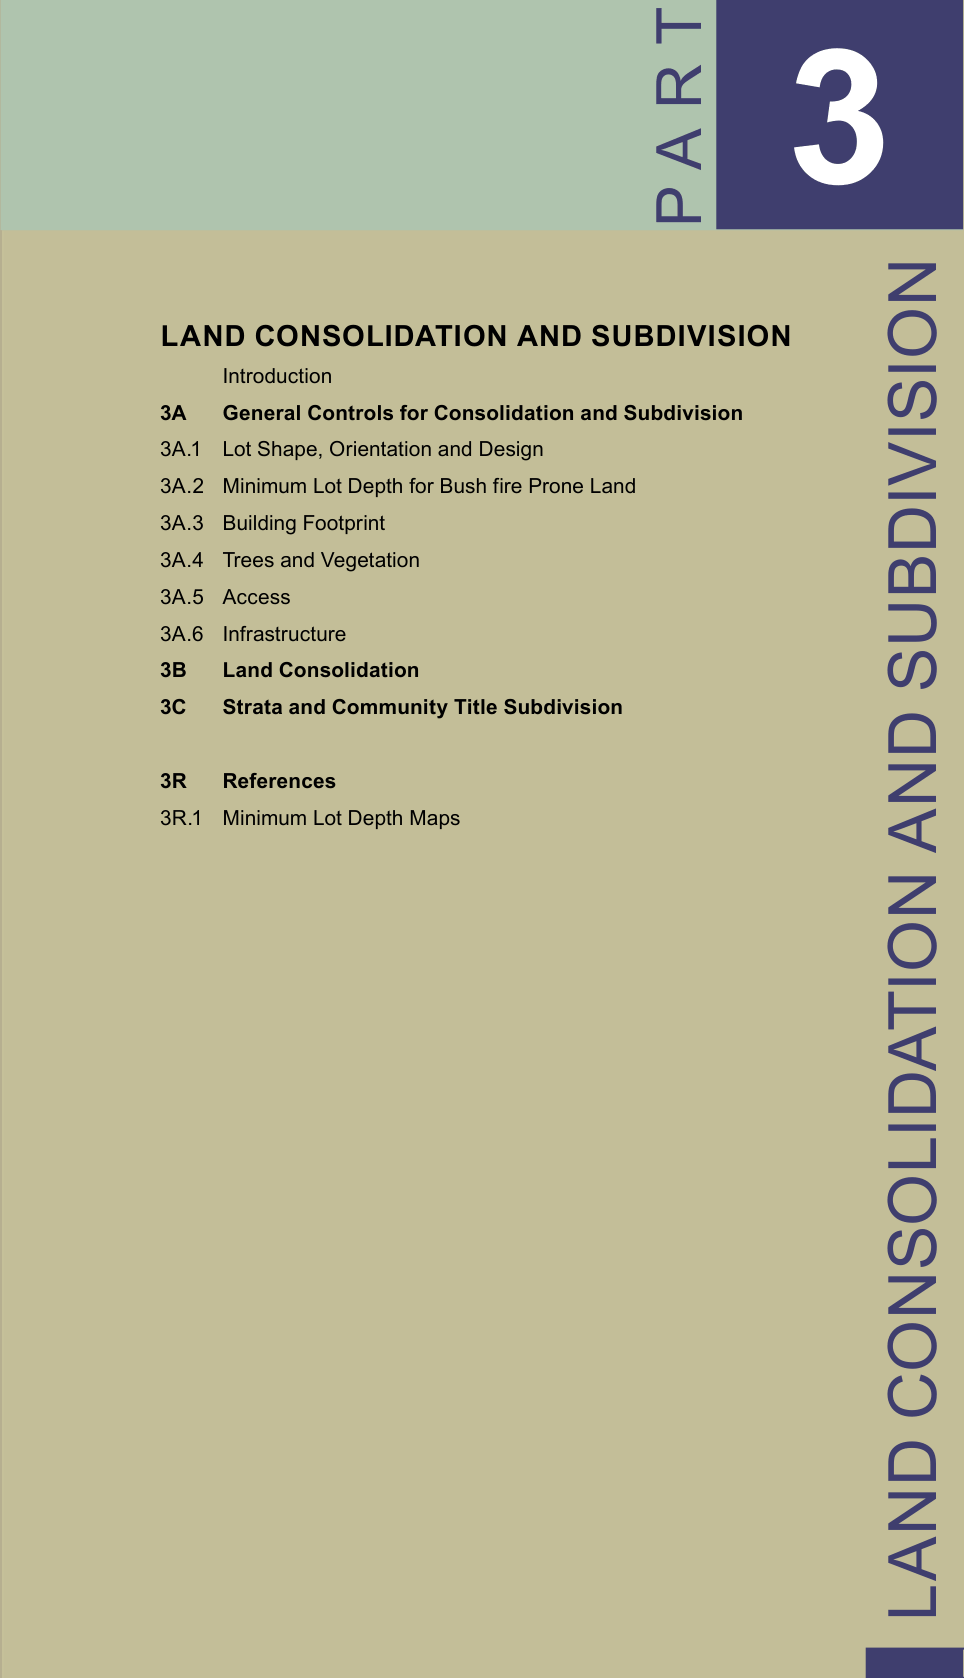 PART
3
LAND CONSOLIDATION AND SUBDIVISION
Introduction
3A General Controls for Consolidation and Subdivision
3A.1 Lot Shape, Orientation and Design
3A.2 Minimum Lot Depth for Bush fire Prone Land
3A.3 Building Footprint
3A.4 Trees and Vegetation
3A.5 Access
3A.6 Infrastructure
3B Land Consolidation
3C Strata and Community Title Subdivision
3R References
3R.1 Minimum Lot Depth Maps
LAND CONSOLIDATION AND SUBDIVISION